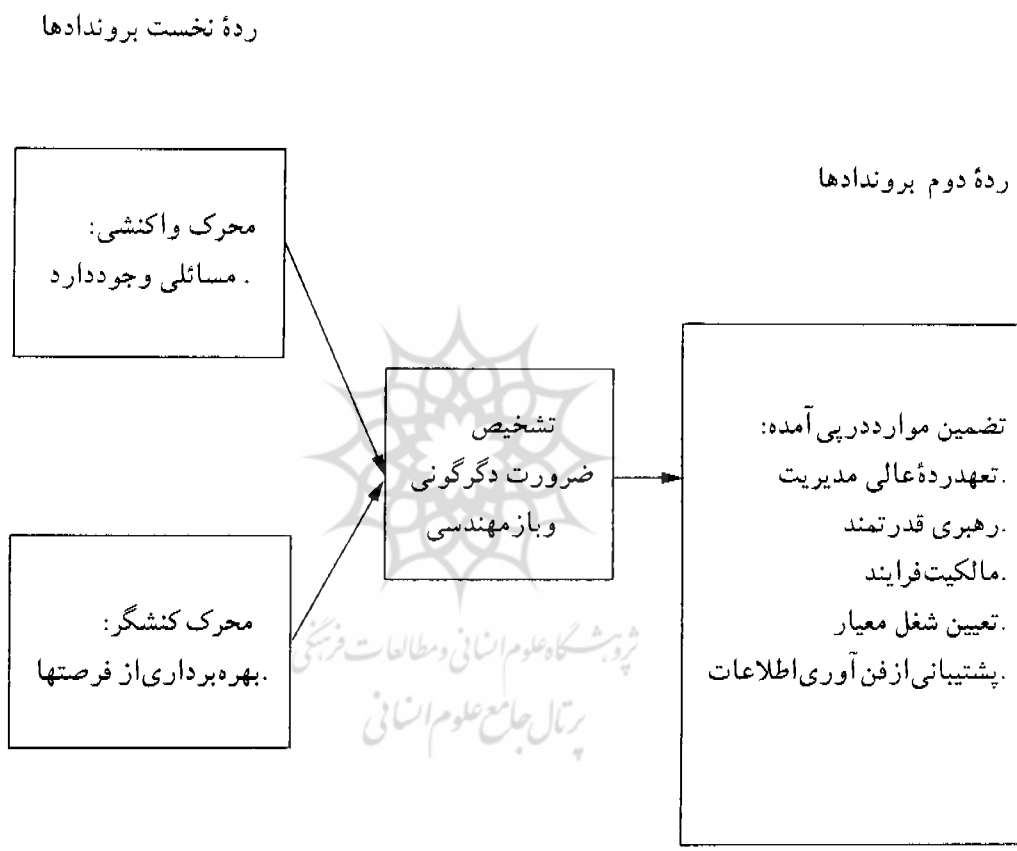 ردهٔ نخست بروندادها
ردهٔ دوم بروندادها
محرک واکنشی:
. مسائلی وجوددارد
تشخیص
ضرورت دگرگونی
وبازمهندسی
محرک کنشگر:
.بهره‌برداری‌از فرصتها
تضمین موارددرپی‌آمده:
.تعهدردهٔ‌عالی مدیریت
.رهبری قدرتمند
.مالکیت‌فرایند
.تعیین شغل معیار
.پشتیبانی‌ازفن‌آوری‌اطلاعات
پژوهشگاه علوم انسانی و مطالعات فرهنگی
پرتال جامع علوم انسانی